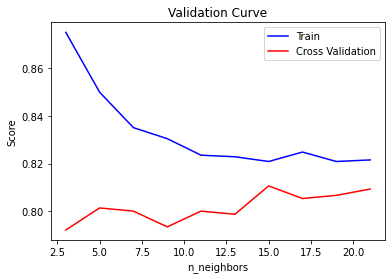 Validation Curve
Train
Cross Validation
0.86
0.84
0.82
0.80
Score
2.5 5.0 7.5 10.0 12.5 15.0 17.5 20.0
n_neighbors